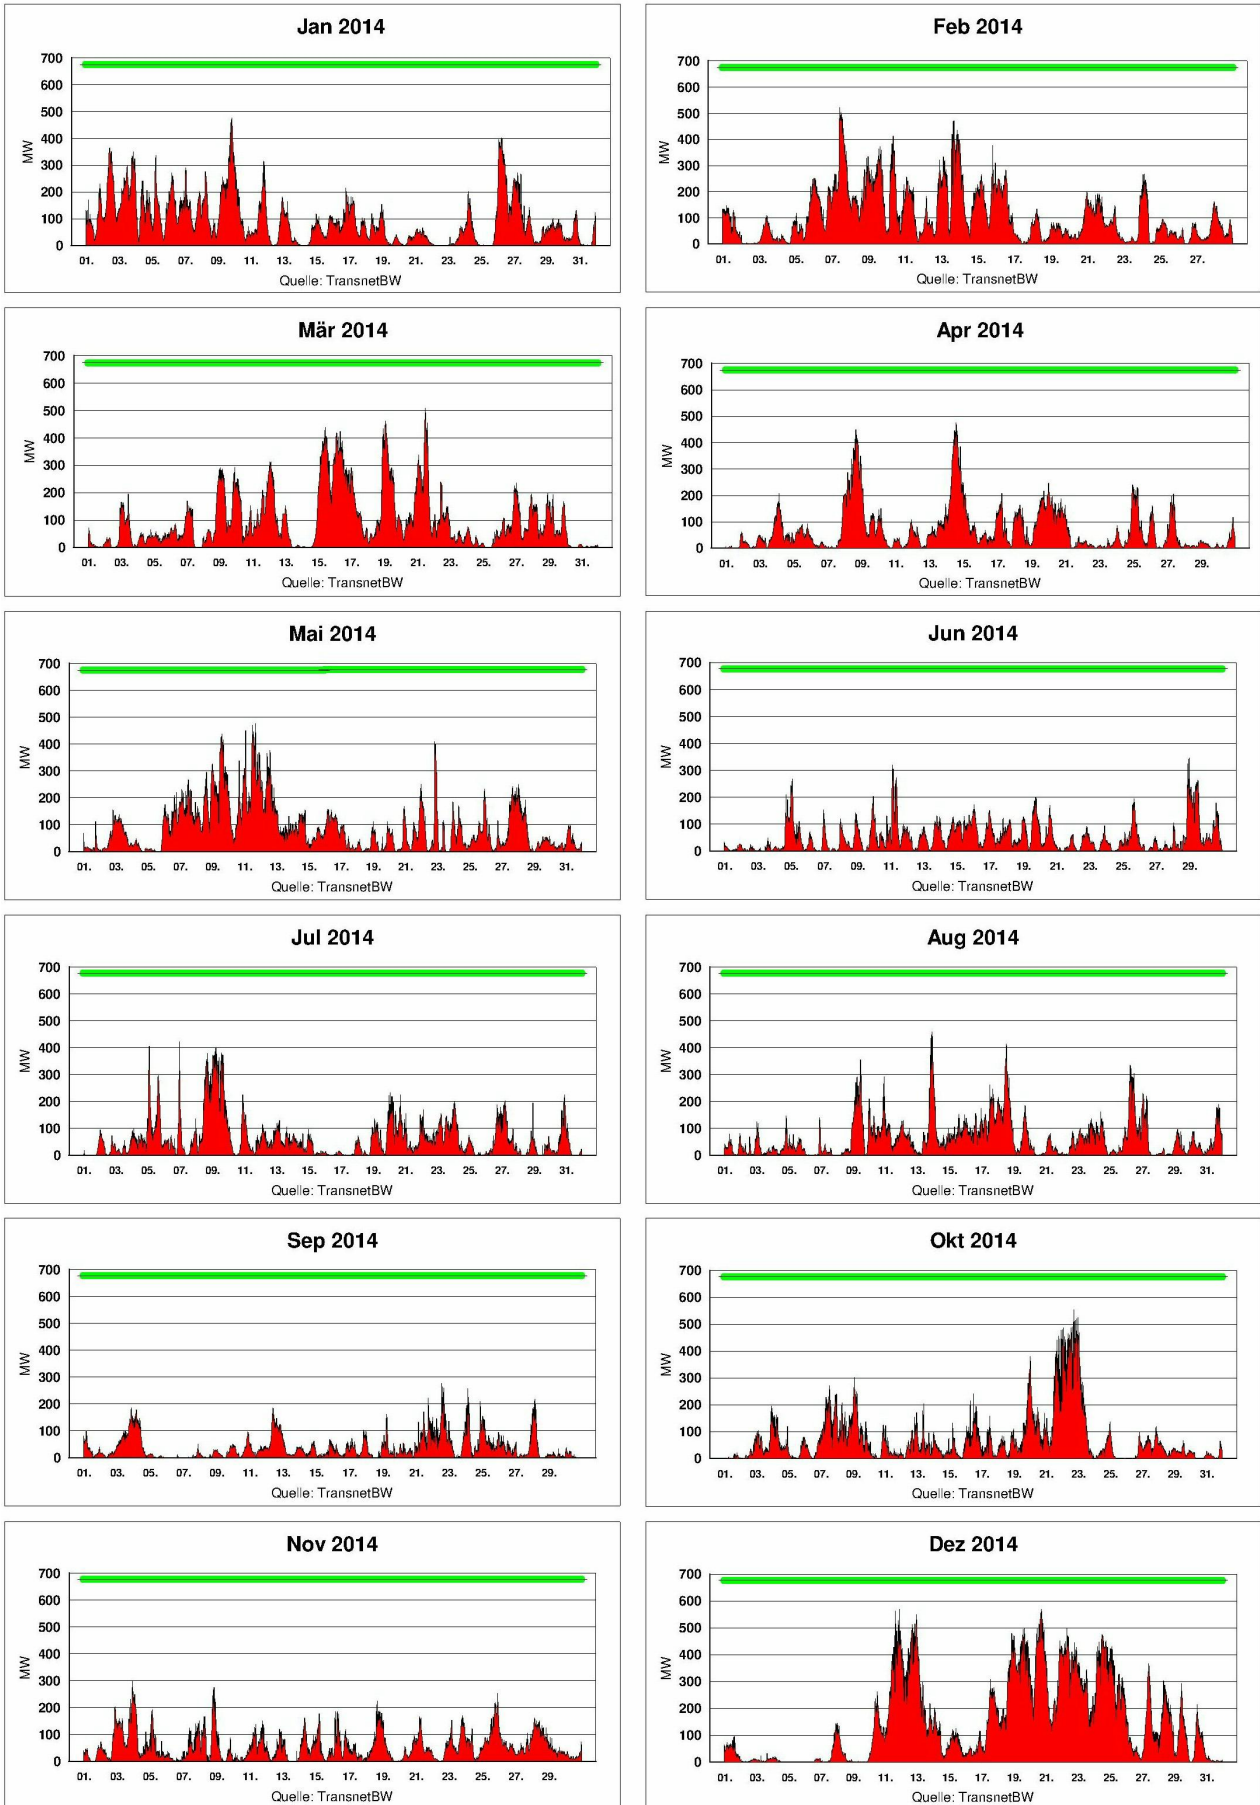 Jan 2014
700
600
500
400
300
200
100
0
MW
01. 03. 05. 07. 09. 11. 13. 15. 17. 19. 21. 23. 25. 27. 29. 31.
Quelle: TransnetBW
Feb 2014
700
600
500
400
300
200
100
0
MW
01. 03. 05. 07. 09. 11. 13. 15. 17. 19. 21. 23. 25. 27.
Quelle: TransnetBW
Mär 2014
700
600
500
400
300
200
100
0
MW
01. 03. 05. 07. 09. 11. 13. 15. 17. 19. 21. 23. 25. 27. 29. 31.
Quelle: TransnetBW
Apr 2014
700
600
500
400
300
200
100
0
MW
01. 03. 05. 07. 09. 11. 13. 15. 17. 19. 21. 23. 25. 27. 29.
Quelle: TransnetBW
Mai 2014
700
600
500
400
300
200
100
0
MW
01. 03. 05. 07. 09. 11. 13. 15. 17. 19. 21. 23. 25. 27. 29. 31.
Quelle: TransnetBW
Jun 2014
700
600
500
400
300
200
100
0
MW
01. 03. 05. 07. 09. 11. 13. 15. 17. 19. 21. 23. 25. 27. 29.
Quelle: TransnetBW
Jul 2014
700
600
500
400
300
200
100
0
MW
01. 03. 05. 07. 09. 11. 13. 15. 17. 19. 21. 23. 25. 27. 29. 31.
Quelle: TransnetBW
Aug 2014
700
600
500
400
300
200
100
0
MW
01. 03. 05. 07. 09. 11. 13. 15. 17. 19. 21. 23. 25. 27. 29. 31.
Quelle: TransnetBW
Sep 2014
700
600
500
400
300
200
100
0
MW
01. 03. 05. 07. 09. 11. 13. 15. 17. 19. 21. 23. 25. 27. 29.
Quelle: TransnetBW
Okt 2014
700
600
500
400
300
200
100
0
MW
01. 03. 05. 07. 09. 11. 13. 15. 17. 19. 21. 23. 25. 27. 29. 31.
Quelle: TransnetBW
Nov 2014
700
600
500
400
300
200
100
0
MW
01. 03. 05. 07. 09. 11. 13. 15. 17. 19. 21. 23. 25. 27. 29.
Quelle: TransnetBW
Dez 2014
700
600
500
400
300
200
100
0
MW
01. 03. 05. 07. 09. 11. 13. 15. 17. 19. 21. 23. 25. 27. 29. 31.
Quelle: TransnetBW